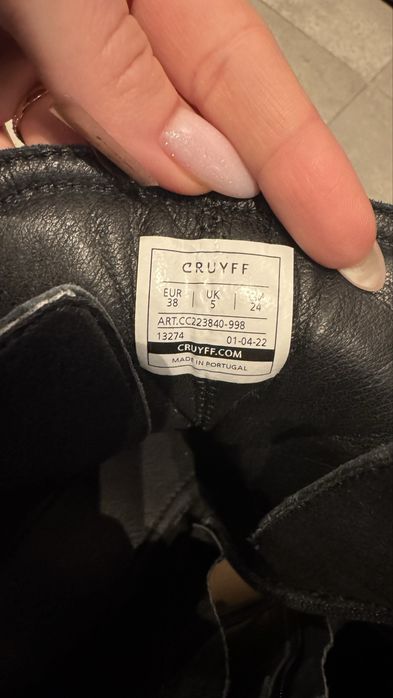 CRUYFF
EUR | UK |
38 | 5 | 24
ART.CC223840-998
13274 01-04-22
CRUYFF.COM
MADE IN PORTUGAL